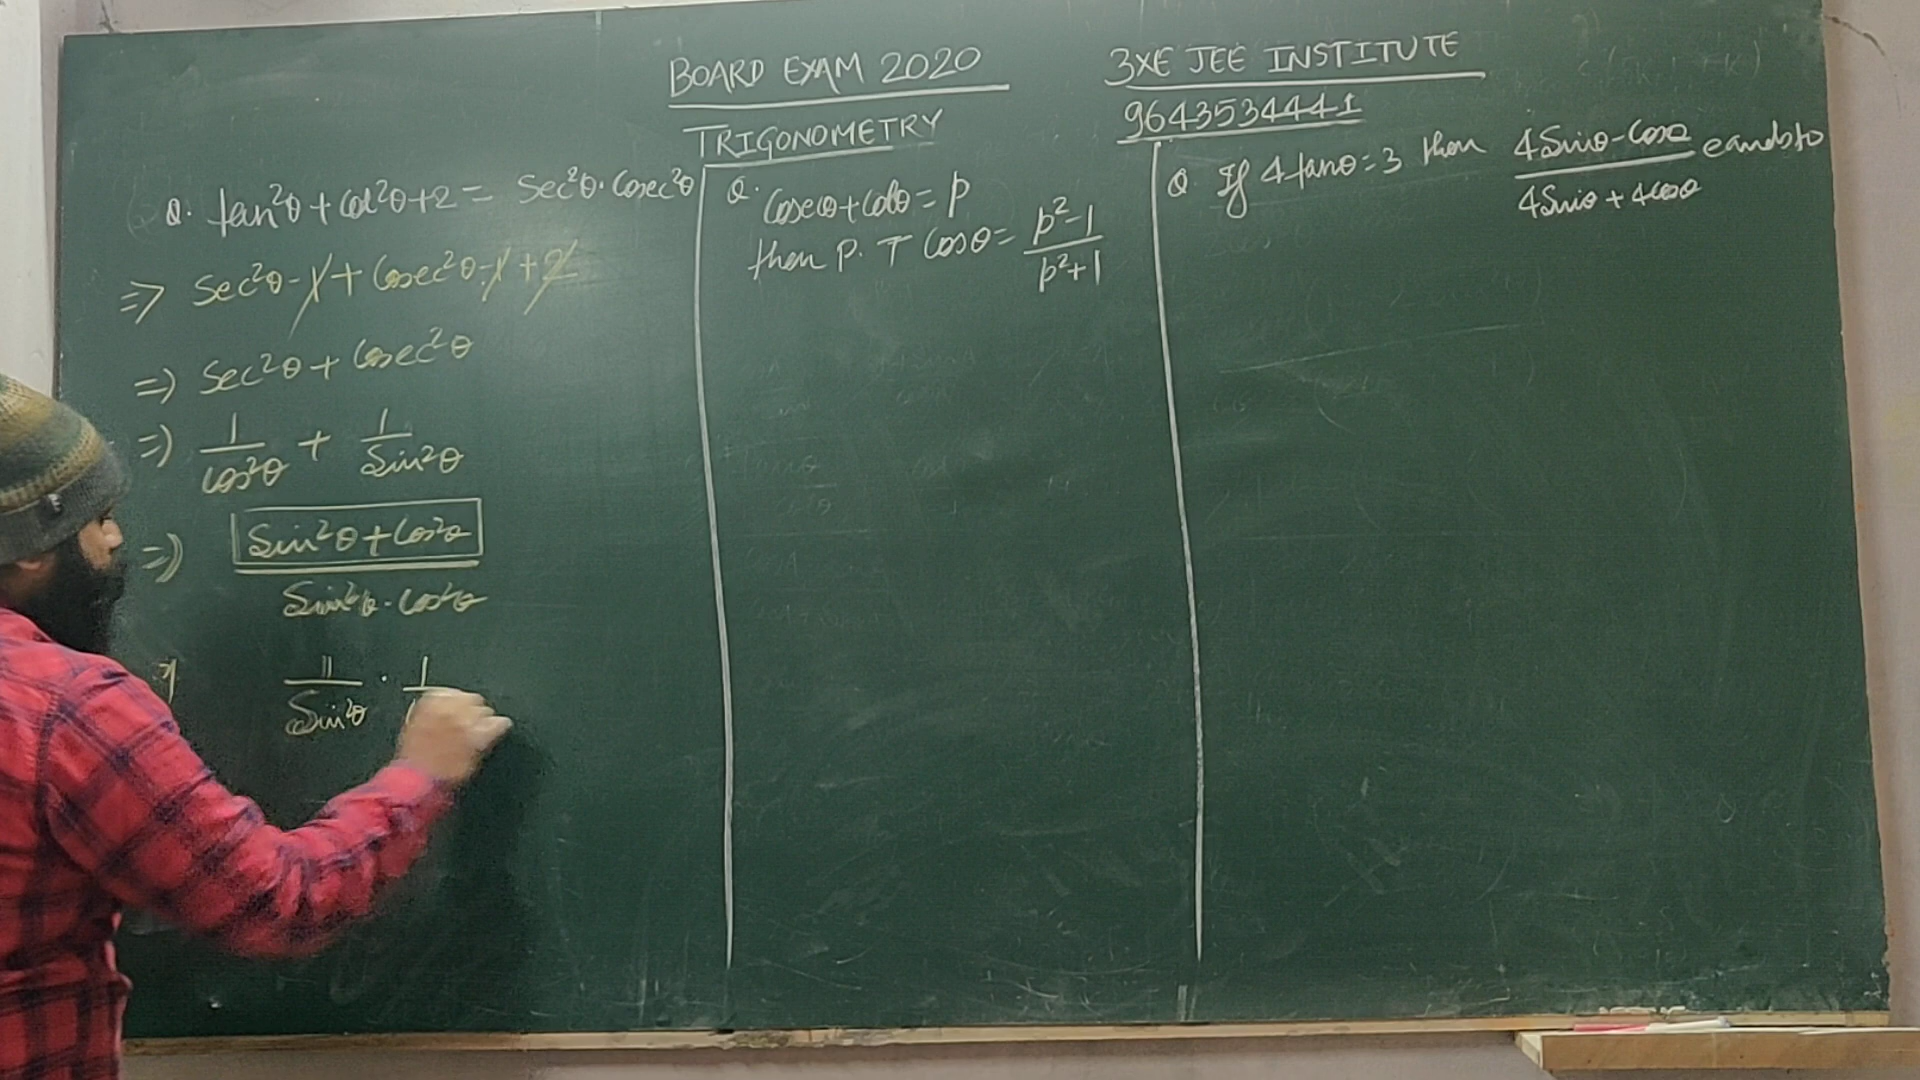 BOARD EXAM 2020
3XE JEE INSTITUTE
9643534441
TRIGONOMETRY
Q. tan²θ + cot²θ + 2 = Sec²θ · Cosec²θ
=> Sec²θ - 1 + Cosec²θ - 1 + 2
=> Sec²θ + Cosec²θ
=> 1/Cos²θ + 1/Sin²θ
=> Sin²θ + Cos²θ / Sin²θ · Cos²θ
1/Sin²θ · 1/
Q. Cosecθ + Cotθ = p
then P. T Cosθ = p²-1 / p²+1
Q. If 4 tanθ = 3 then 4Sinθ - Cosθ / 4Sinθ + 4Cosθ